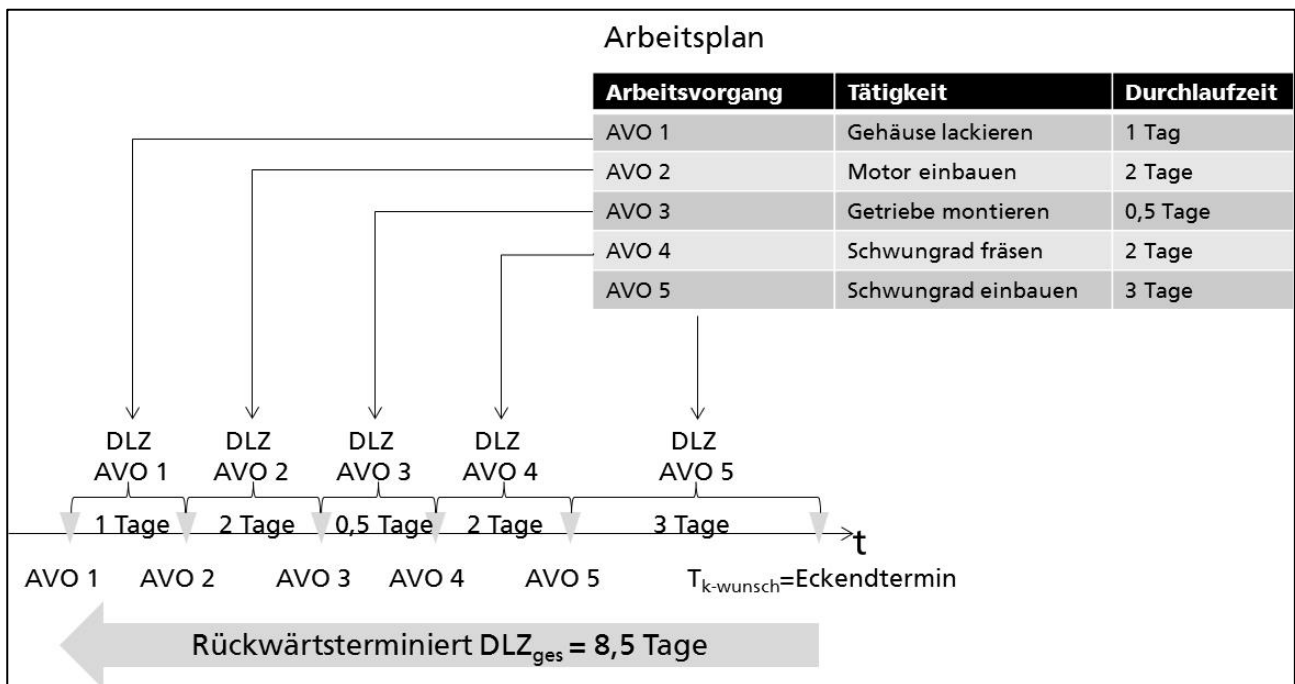 Arbeitsplan
Arbeitsvorgang Tätigkeit Durchlaufzeit
AVO 1 Gehäuse lackieren 1 Tag
AVO 2 Motor einbauen 2 Tage
AVO 3 Getriebe montieren 0,5 Tage
AVO 4 Schwungrad fräsen 2 Tage
AVO 5 Schwungrad einbauen 3 Tage
DLZ DLZ DLZ DLZ DLZ
AVO 1 AVO 2 AVO 3 AVO 4 AVO 5
1 Tage 2 Tage 0,5 Tage 2 Tage 3 Tage
t
AVO 1 AVO 2 AVO 3 AVO 4 AVO 5 Tk-wunsch=Eckendtermin
Rückwärtsterminiert DLZges = 8,5 Tage